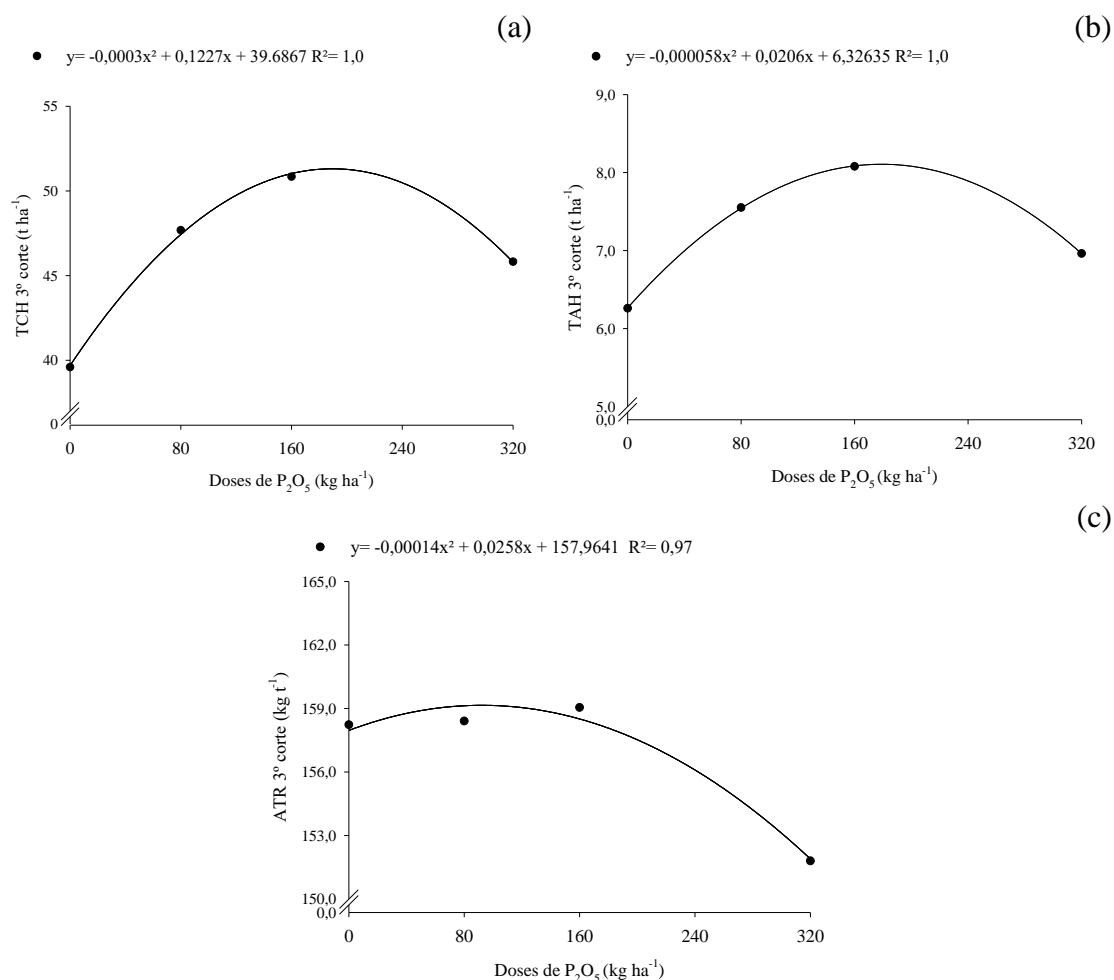 (a)
y= -0,0003x² + 0,1227x + 39.6867 R²= 1,0
55
50
45
40
0
TCH 3º corte (t ha⁻¹)
0 80 160 240 320
Doses de P₂O₅ (kg ha⁻¹)
(b)
y= -0,000058x² + 0,0206x + 6,32635 R²= 1,0
9,0
8,0
7,0
6,0
5,0
0,0
TAH 3º corte (t ha⁻¹)
0 80 160 240 320
Doses de P₂O₅ (kg ha⁻¹)
(c)
y= -0,00014x² + 0,0258x + 157,9641 R²= 0,97
165,0
162,0
159,0
156,0
153,0
150,0
0,0
ATR 3º corte (kg t⁻¹)
0 80 160 240 320
Doses de P₂O₅ (kg ha⁻¹)